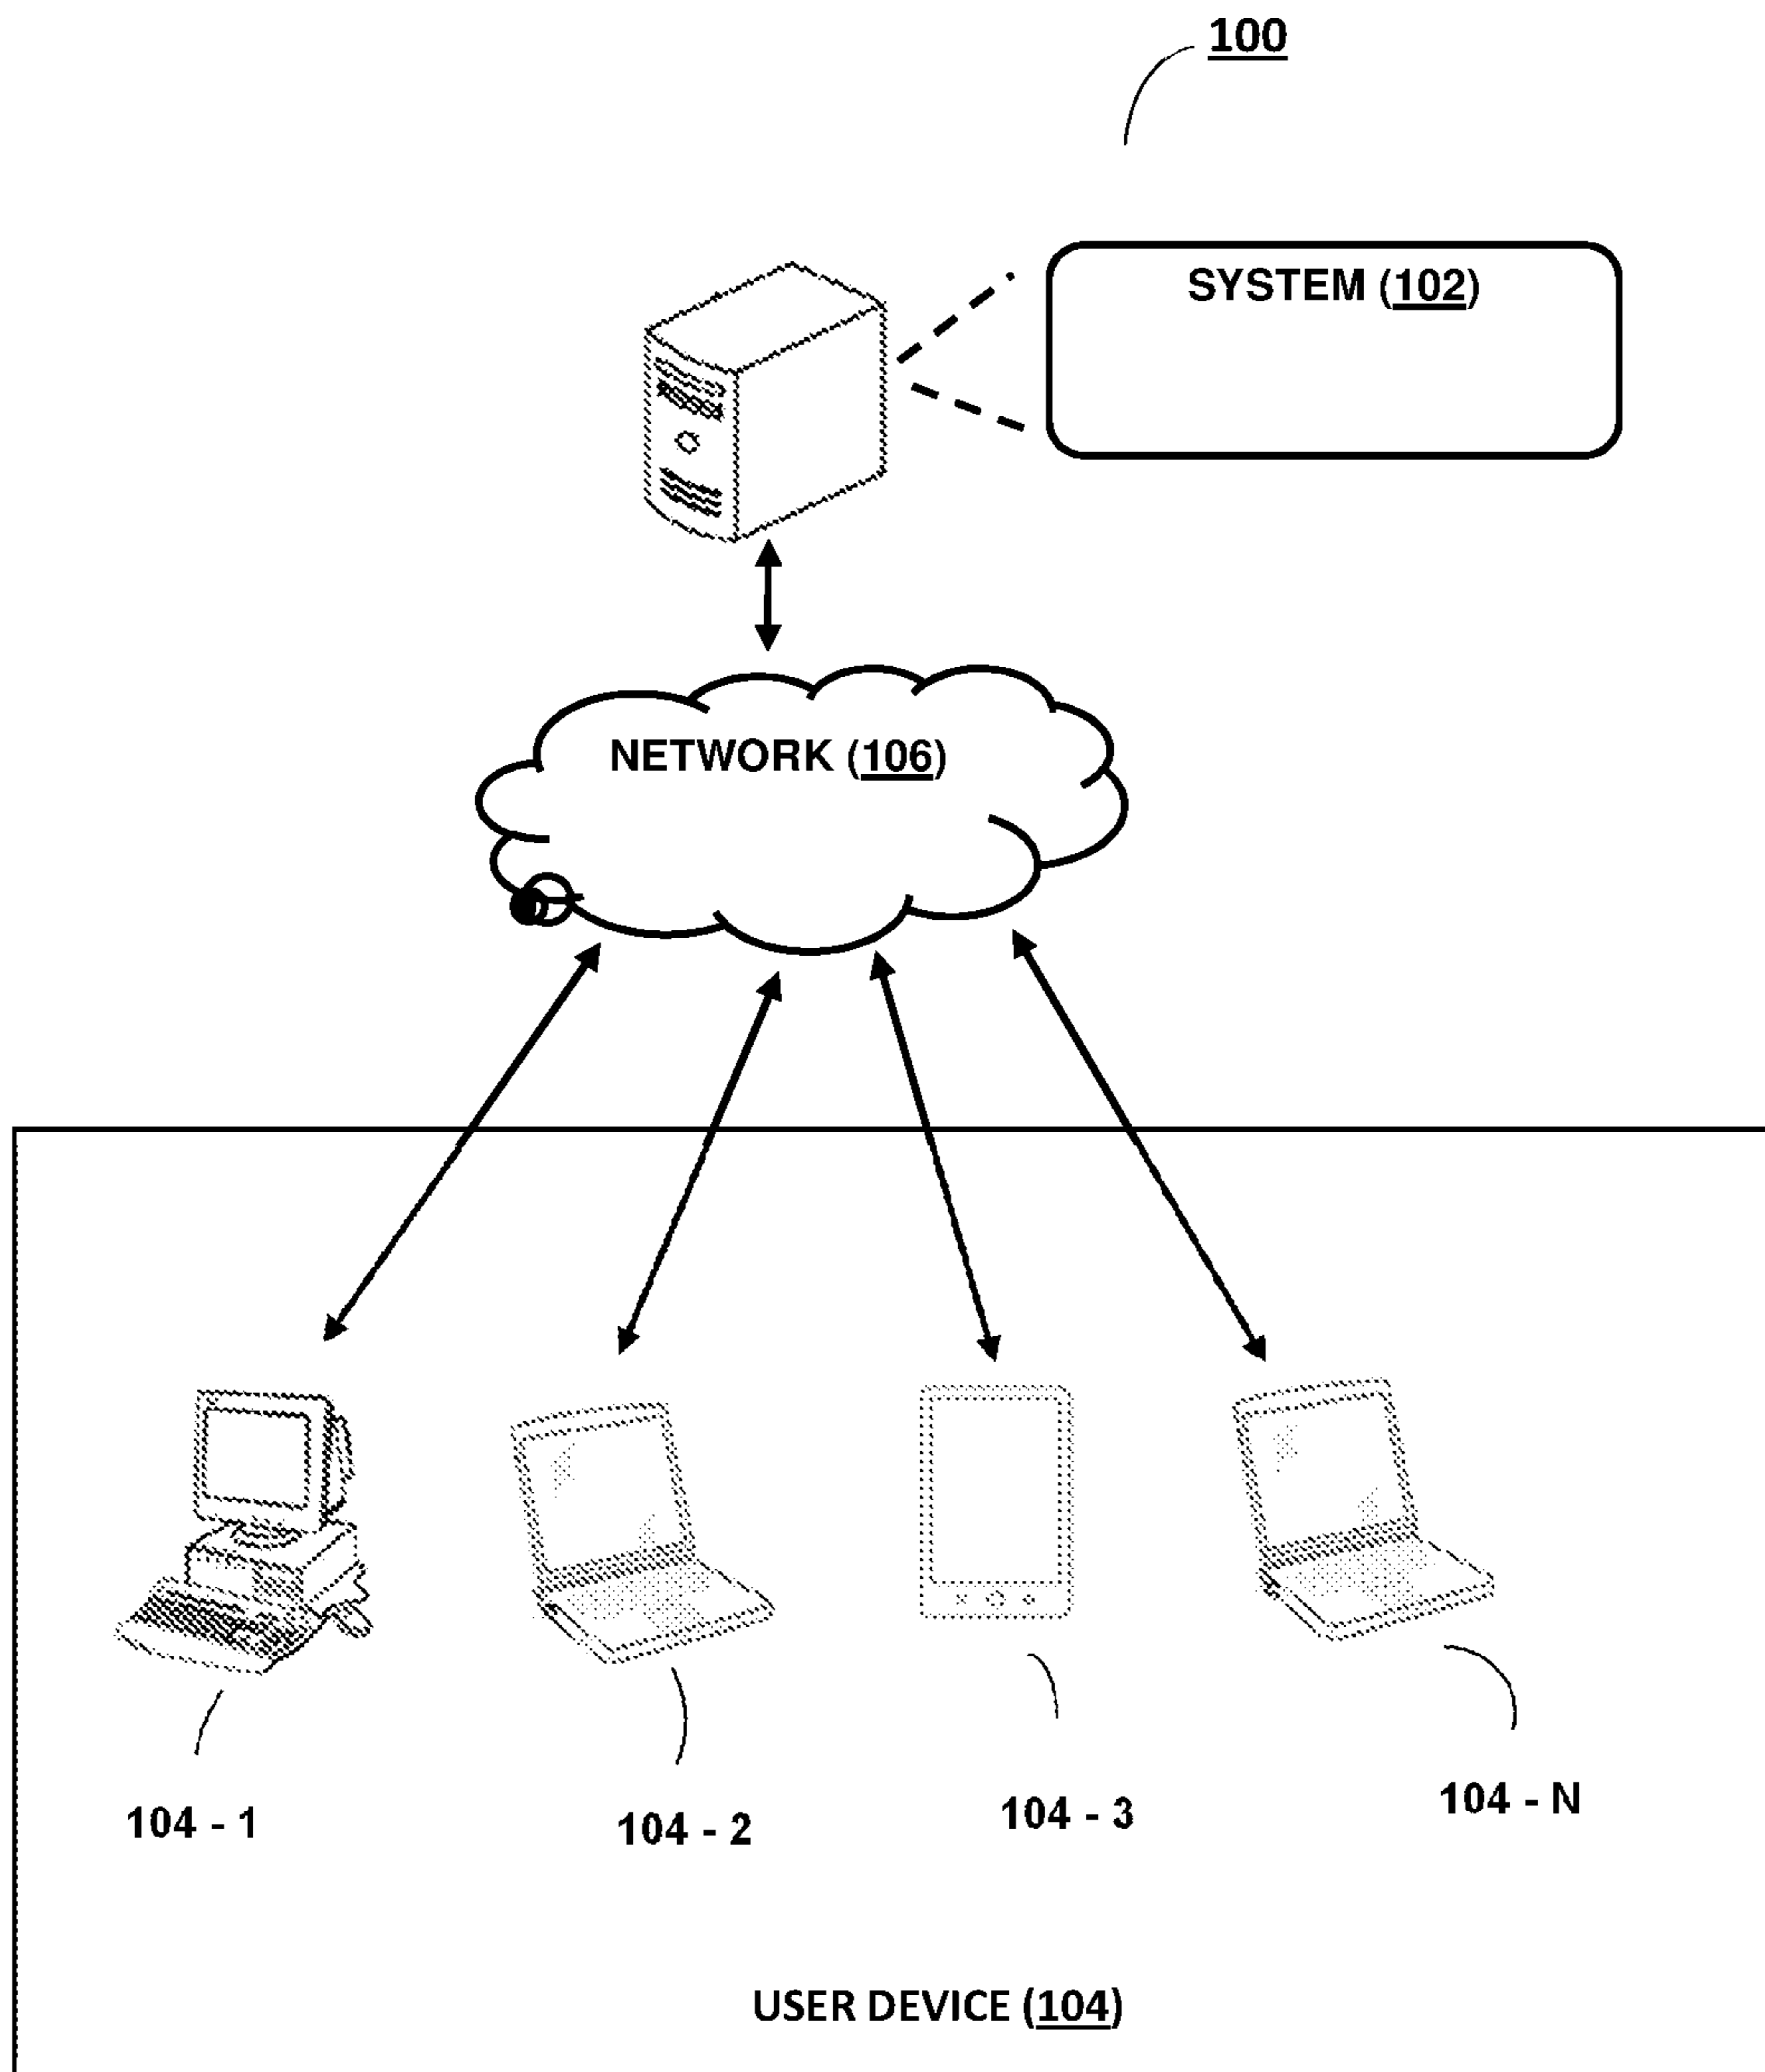 100
SYSTEM (102)
NETWORK (106)
104 - 1
104 - 2
104 - 3
104 - N
USER DEVICE (104)